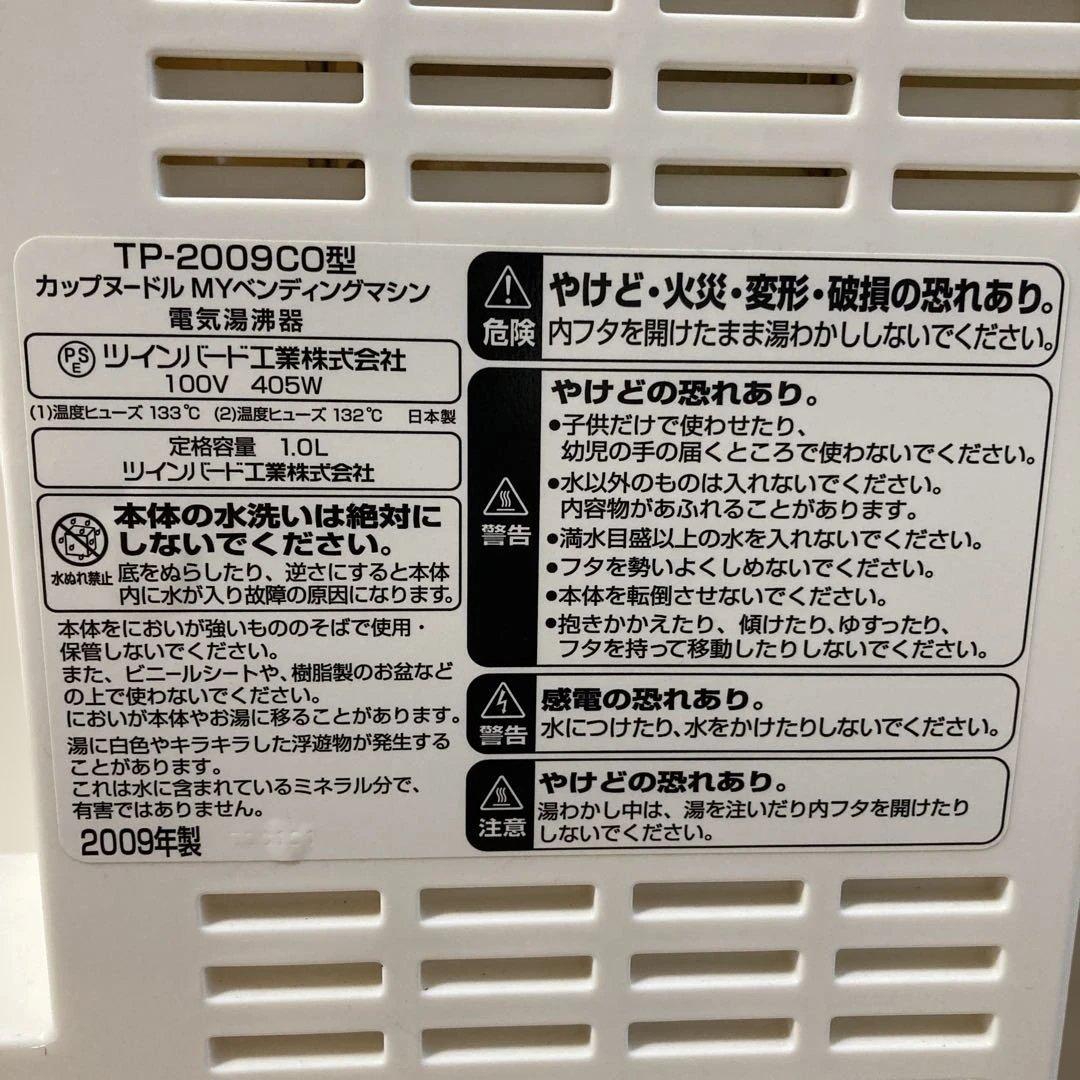 TP-2009CO型
カップヌードル MYベンディングマシン
電気湯沸器
PSE ツインバード工業株式会社
100V 405W
(1)温度ヒューズ 133℃ (2)温度ヒューズ 132℃ 日本製
定格容量 1.0L
ツインバード工業株式会社
水ぬれ禁止
本体の水洗いは絶対に
しないでください。
底をぬらしたり、逆さにすると本体
内に水が入り故障の原因になります。
本体をにおいが強いもののそばで使用・
保管しないでください。
また、ビニールシートや、樹脂製のお盆など
の上で使わないでください。
においが本体やお湯に移ることがあります。
湯に白色やキラキラした浮遊物が発生する
ことがあります。
これは水に含まれているミネラル分で、
有害ではありません。
2009年製
危険
やけど・火災・変形・破損の恐れあり。
内フタを開けたまま湯わかししないでください。
警告
やけどの恐れあり。
●子供だけで使わせたり、
幼児の手の届くところで使わないでください。
●水以外のものは入れないでください。
内容物があふれることがあります。
●満水目盛以上の水を入れないでください。
●フタを勢いよくしめないでください。
●本体を転倒させないでください。
●抱きかかえたり、傾けたり、ゆすったり、
フタを持って移動したりしないでください。
警告
感電の恐れあり。
水につけたり、水をかけたりしないでください。
注意
やけどの恐れあり。
湯わかし中は、湯を注いだり内フタを開けたり
しないでください。